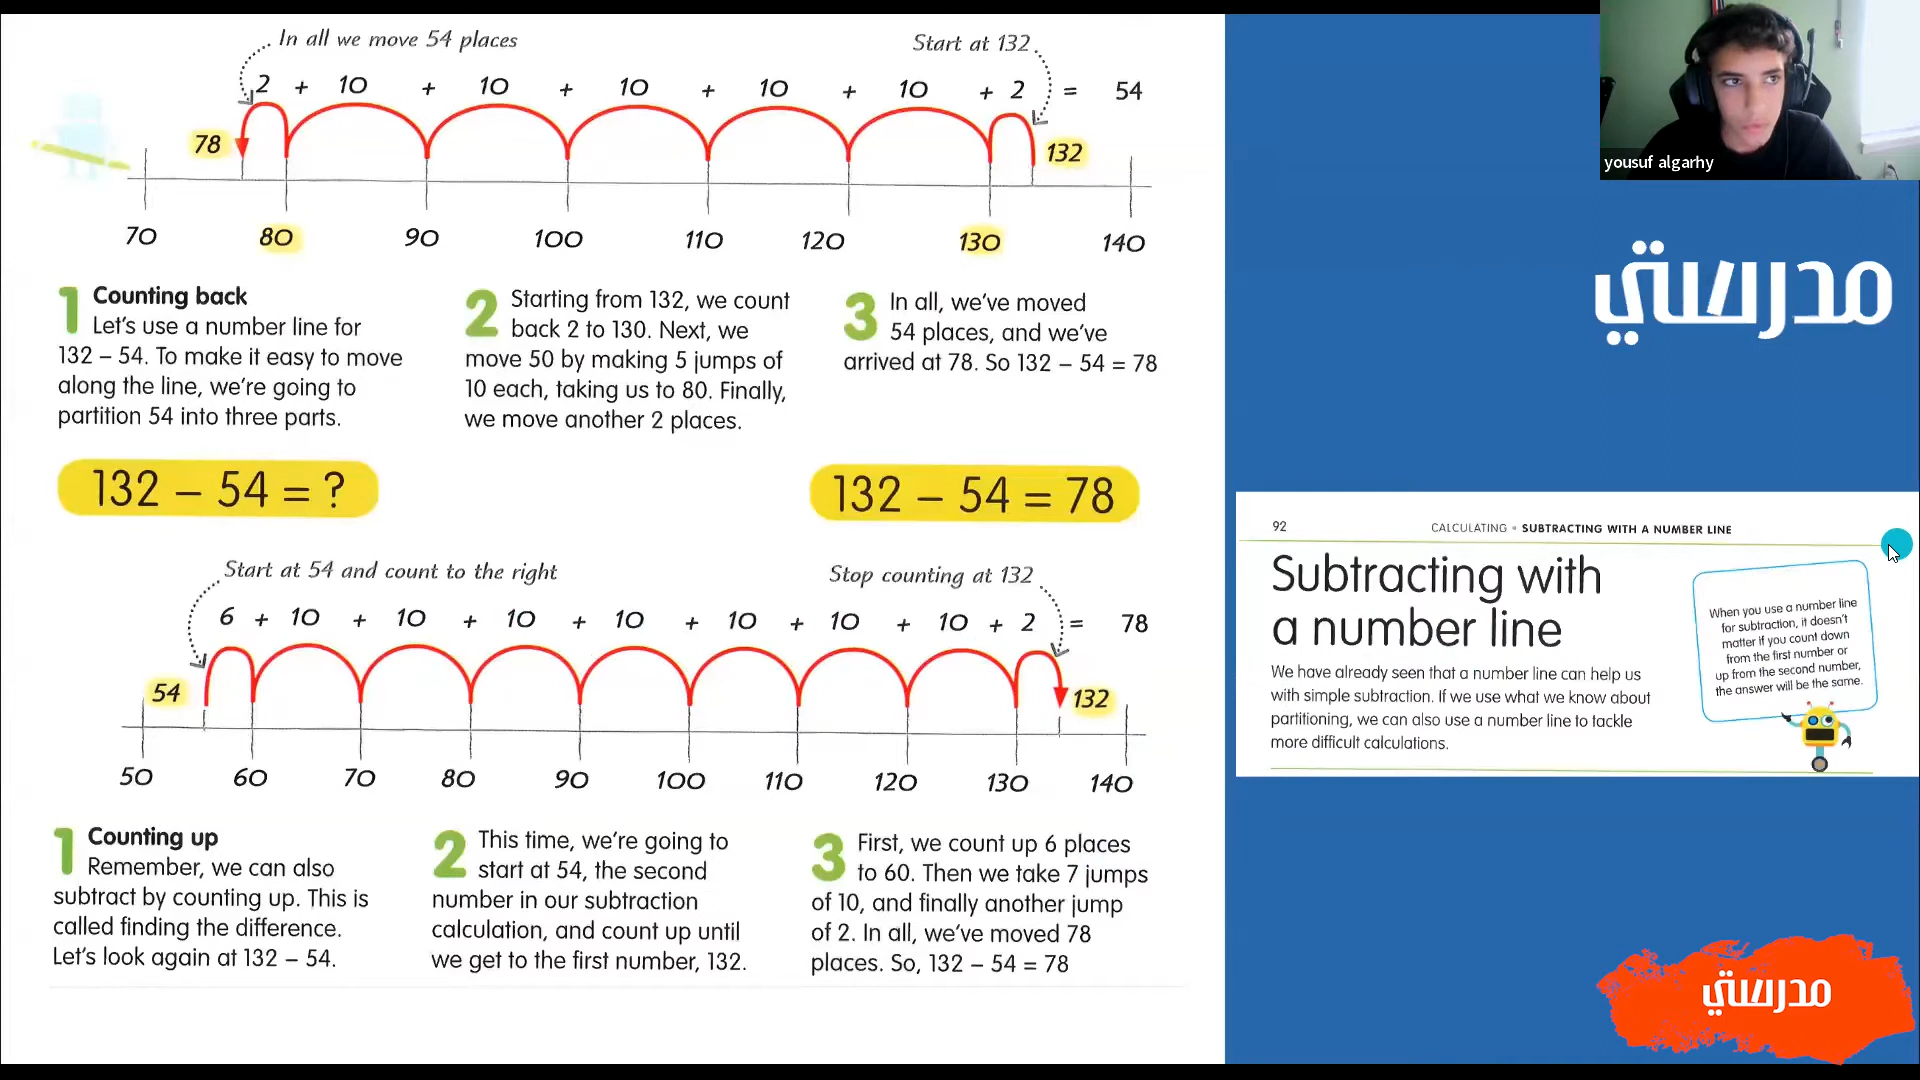 In all we move 54 places
Start at 132
2 + 10 + 10 + 10 + 10 + 10 + 2 = 54
78
132
70 80 90 100 110 120 130 140
1 Counting back
Let's use a number line for
132 – 54. To make it easy to move
along the line, we're going to
partition 54 into three parts.
2 Starting from 132, we count
back 2 to 130. Next, we
move 50 by making 5 jumps of
10 each, taking us to 80. Finally,
we move another 2 places.
3 In all, we've moved
54 places, and we've
arrived at 78. So 132 – 54 = 78
132 – 54 = ?
132 – 54 = 78
Start at 54 and count to the right
Stop counting at 132
6 + 10 + 10 + 10 + 10 + 10 + 10 + 10 + 2 = 78
54
132
50 60 70 80 90 100 110 120 130 140
1 Counting up
Remember, we can also
subtract by counting up. This is
called finding the difference.
Let's look again at 132 – 54.
2 This time, we're going to
start at 54, the second
number in our subtraction
calculation, and count up until
we get to the first number, 132.
3 First, we count up 6 places
to 60. Then we take 7 jumps
of 10, and finally another jump
of 2. In all, we've moved 78
places. So, 132 – 54 = 78
yousuf algarhy
مدرستي
92
CALCULATING • SUBTRACTING WITH A NUMBER LINE
Subtracting with
a number line
We have already seen that a number line can help us
with simple subtraction. If we use what we know about
partitioning, we can also use a number line to tackle
more difficult calculations.
When you use a number line
for subtraction, it doesn't
matter if you count down
from the first number or
up from the second number,
the answer will be the same.
مدرستي